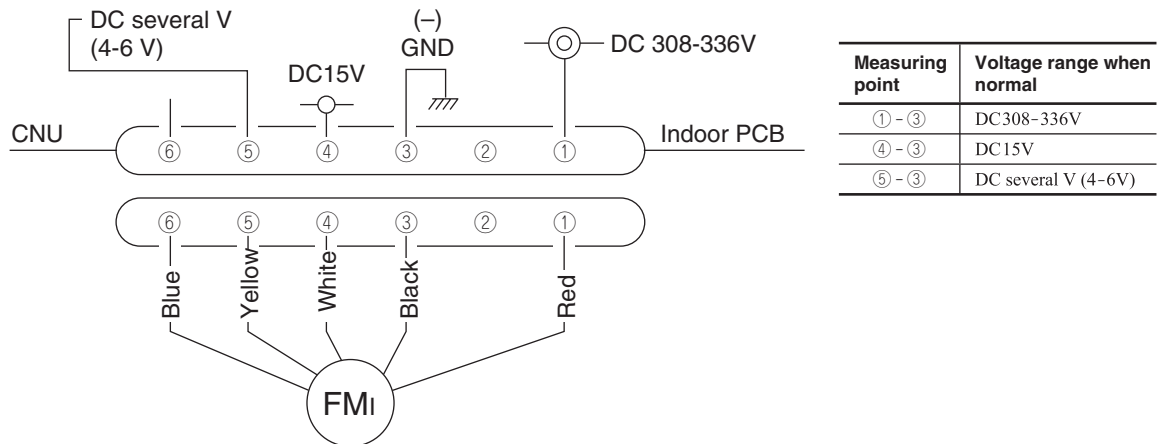 DC several V
(4-6 V)
(–)
GND
DC15V
DC 308-336V
CNU
Indoor PCB
⑥ ⑤ ④ ③ ② ①
⑥ ⑤ ④ ③ ② ①
Blue
Yellow
White
Black
Red
FMI
Measuring point
Voltage range when normal
①-③ DC308-336V
④-③ DC15V
⑤-③ DC several V (4-6V)